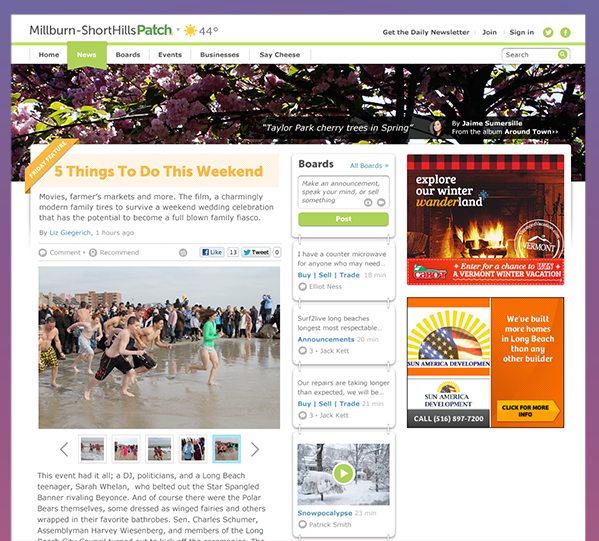 Millburn-ShortHillsPatch 44° Get the Daily Newsletter Join Sign in
Home News Boards Events Businesses Say Cheese Search
"Taylor Park cherry trees in Spring"
By Jaime Sumersille
From the album Around Town››
FRIDAY FEATURE
5 Things To Do This Weekend
Movies, farmer's markets and more. The film, a charmingly
modern family tires to survive a weekend wedding celebration
that has the potential to become a full blown family fiasco.
By Liz Giegerich, 1 hours ago
Comment • Recommend Like 13 Tweet 0
This event had it all; a DJ, politicians, and a Long Beach
teenager, Sarah Whelan, who belted out the Star Spangled
Banner rivaling Beyonce. And of course there were the Polar
Bears themselves, some dressed as winged fairies and others
wrapped in their favorite bathrobes. Sen. Charles Schumer,
Assemblyman Harvey Wiesenberg, and members of the Long
Beach City Council turned out to kick off the ceremonies. The
Boards All Boards »
Make an announcement,
speak your mind, or sell
something
Post
I have a counter microwave
for anyone who may need...
Buy | Sell | Trade 18 min
Elliot Ness
Surf2live long beaches
longest most respectable...
Announcements 20 min
3 • Jack Kett
Our repairs are taking longer
than expected, we will be...
Buy | Sell | Trade 21 min
3 • Jack Kett
Snowpocalypse 23 min
Patrick Smith
explore
our winter
wanderland
VERMONT
CABOT
Enter for a chance to WIN
A VERMONT WINTER VACATION
SUN AMERICA DEVELOPMEN
SUN AMERICA
DEVELOPMENT
CALL (516) 897-7200
We've built
more homes
in Long Beach
than any
other builder
CLICK FOR MORE
INFO